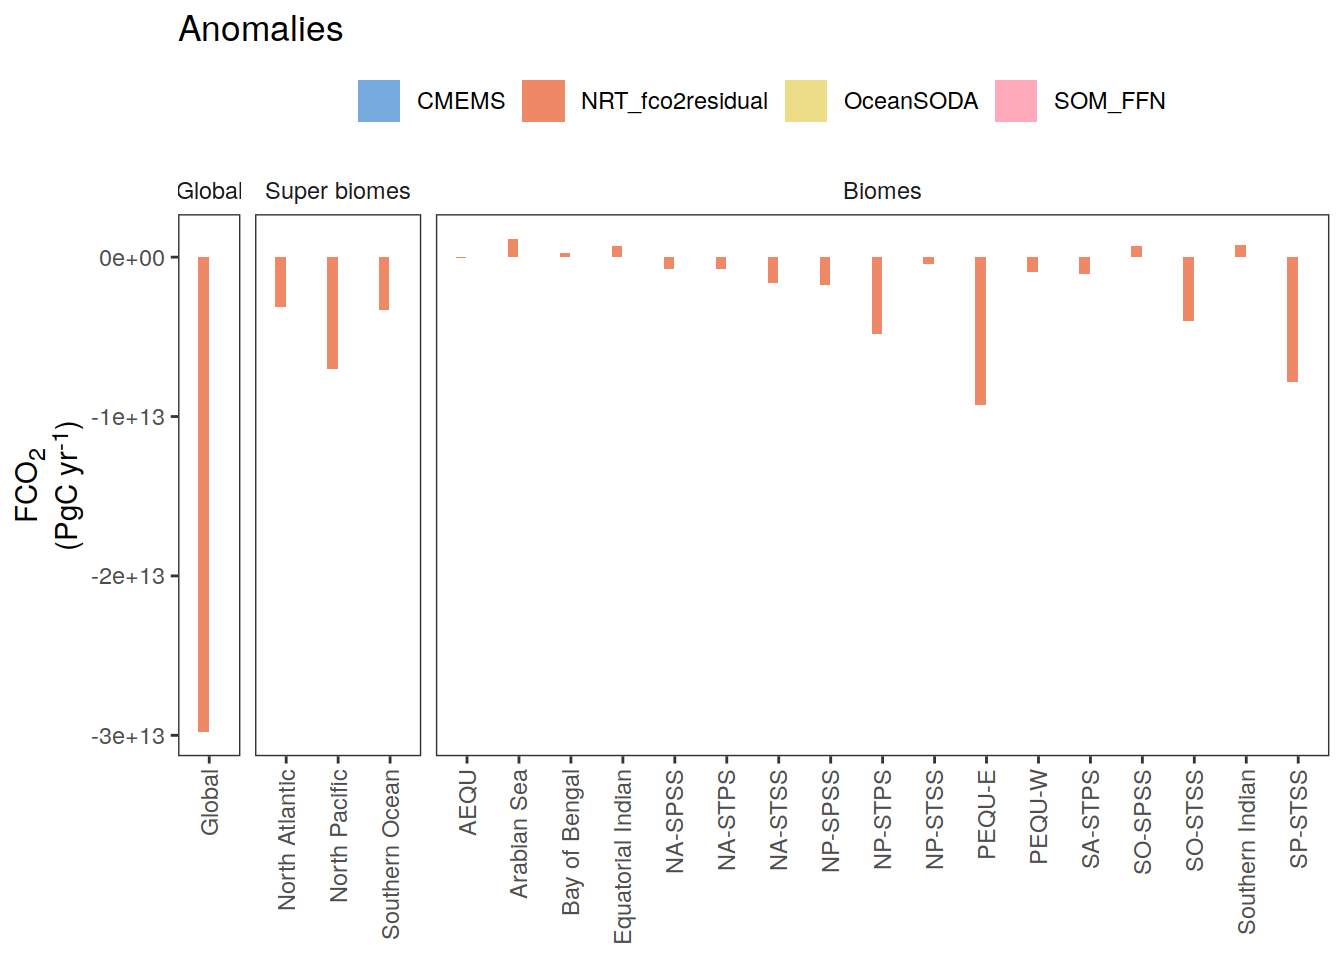 Anomalies
CMEMS NRT_fco2residual OceanSODA SOM_FFN
Global Super biomes Biomes
0e+00
-1e+13
-2e+13
-3e+13
FCO₂
(PgC yr⁻¹)
Global
North Atlantic
North Pacific
Southern Ocean
AEQU
Arabian Sea
Bay of Bengal
Equatorial Indian
NA-SPSS
NA-STPS
NA-STSS
NP-SPSS
NP-STPS
NP-STSS
PEQU-E
PEQU-W
SA-STPS
SO-SPSS
SO-STSS
Southern Indian
SP-STSS